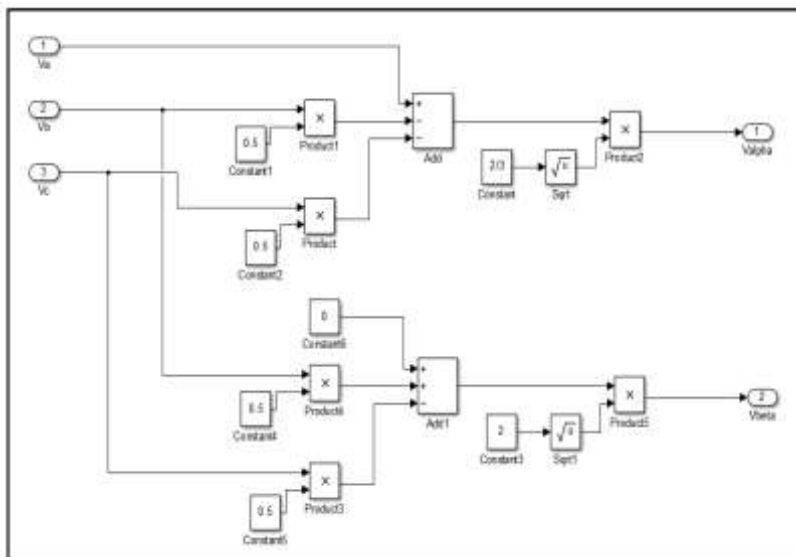 1
Va
2
Vb
3
Vc
0.5
Constant1
×
Product1
0.5
Constant2
×
Product
+
−
−
Add
2/3
Constant
Sqrt
×
Product2
1
Valpha
0
Constant6
0.5
Constant4
×
Product4
0.5
Constant5
×
Product3
+
+
−
Add1
2
Constant3
Sqrt1
×
Product5
2
Vbeta